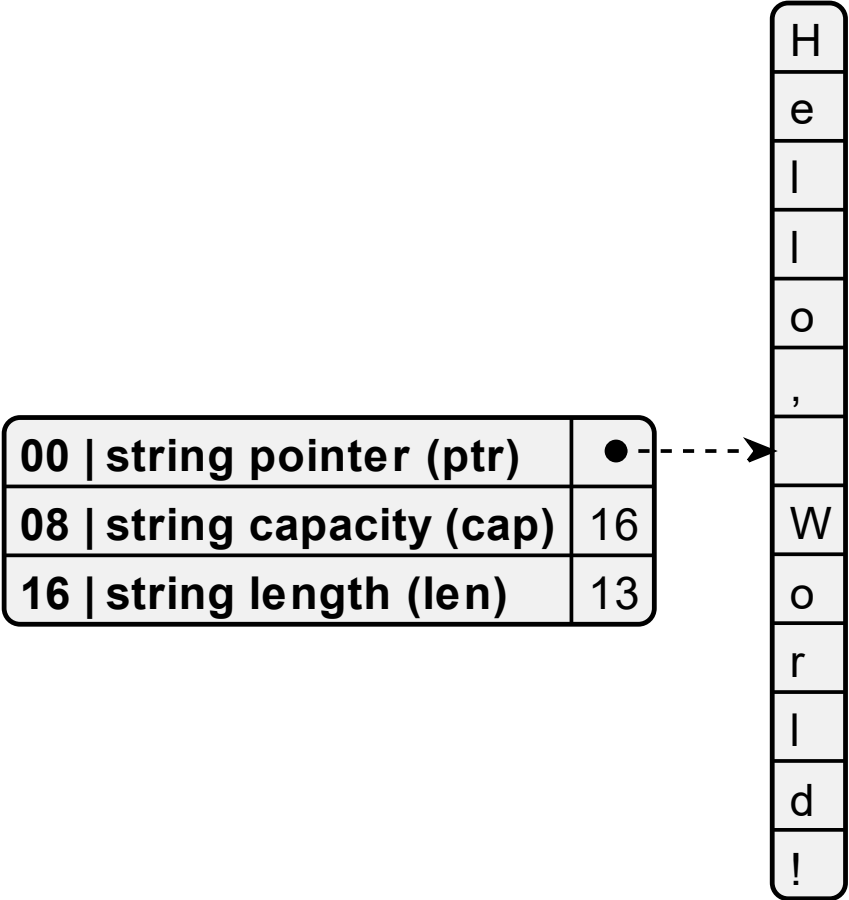 H
e
l
l
o
,
00 | string pointer (ptr)
08 | string capacity (cap) 16
16 | string length (len) 13
W
o
r
l
d
!